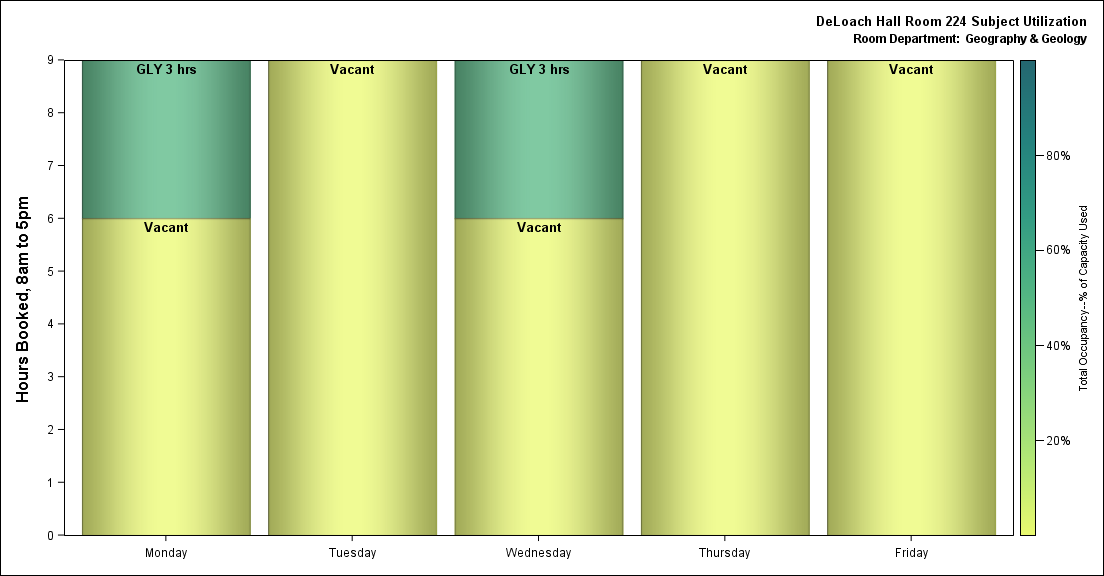 DeLoach Hall Room 224 Subject Utilization
Room Department: Geography & Geology
Hours Booked, 8am to 5pm
9
8
7
6
5
4
3
2
1
0
GLY 3 hrs
Vacant
Vacant
GLY 3 hrs
Vacant
Vacant
Vacant
Monday
Tuesday
Wednesday
Thursday
Friday
80%
60%
40%
20%
Total Occupancy--% of Capacity Used